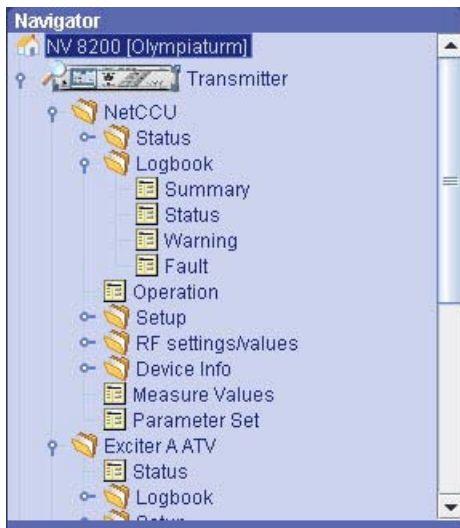 Navigator
NV 8200 [Olympiaturm]
Transmitter
NetCCU
Status
Logbook
Summary
Status
Warning
Fault
Operation
Setup
RF settings/values
Device Info
Measure Values
Parameter Set
Exciter A ATV
Status
Logbook